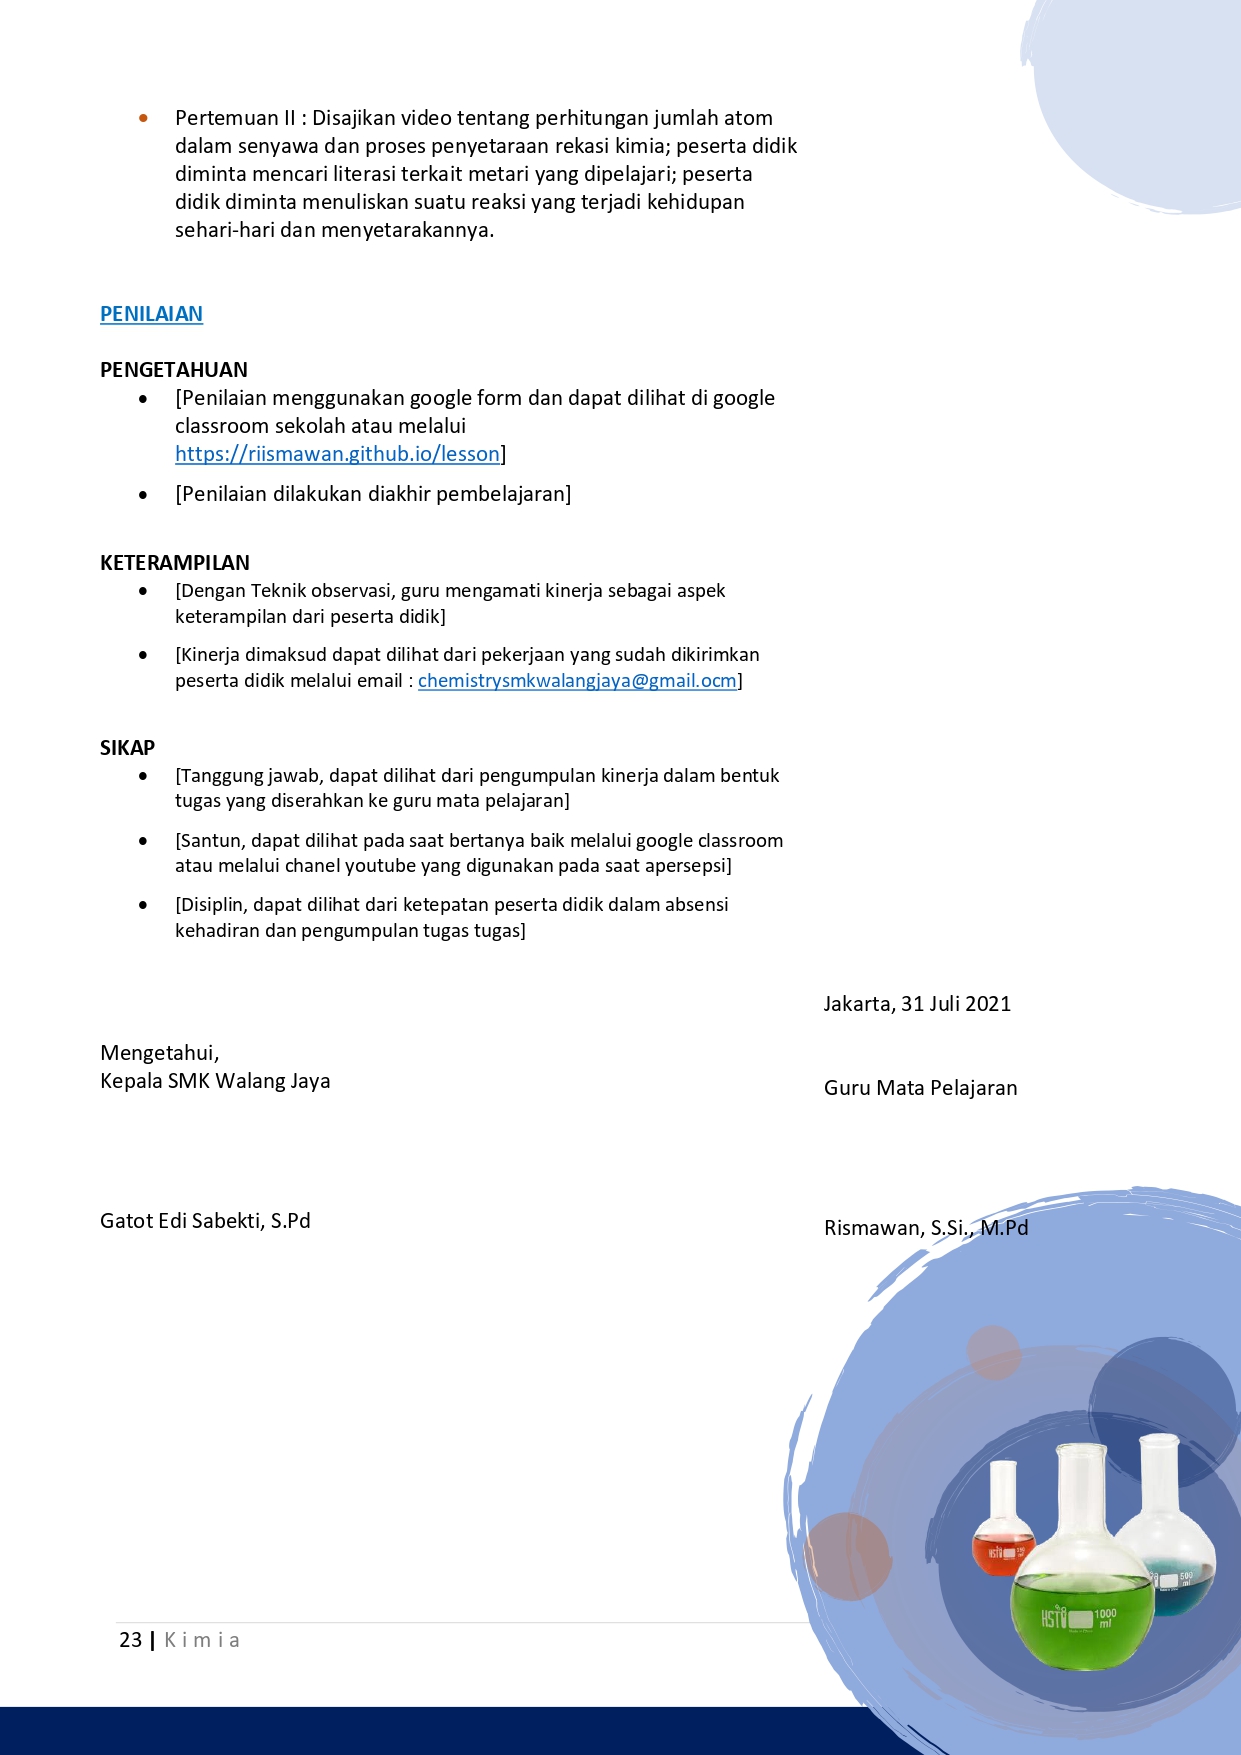 • Pertemuan II : Disajikan video tentang perhitungan jumlah atom
dalam senyawa dan proses penyetaraan rekasi kimia; peserta didik
diminta mencari literasi terkait metari yang dipelajari; peserta
didik diminta menuliskan suatu reaksi yang terjadi kehidupan
sehari-hari dan menyetarakannya.
PENILAIAN
PENGETAHUAN
• [Penilaian menggunakan google form dan dapat dilihat di google
classroom sekolah atau melalui
https://riismawan.github.io/lesson]
• [Penilaian dilakukan diakhir pembelajaran]
KETERAMPILAN
• [Dengan Teknik observasi, guru mengamati kinerja sebagai aspek
keterampilan dari peserta didik]
• [Kinerja dimaksud dapat dilihat dari pekerjaan yang sudah dikirimkan
peserta didik melalui email : chemistrysmkwalangjaya@gmail.ocm]
SIKAP
• [Tanggung jawab, dapat dilihat dari pengumpulan kinerja dalam bentuk
tugas yang diserahkan ke guru mata pelajaran]
• [Santun, dapat dilihat pada saat bertanya baik melalui google classroom
atau melalui chanel youtube yang digunakan pada saat apersepsi]
• [Disiplin, dapat dilihat dari ketepatan peserta didik dalam absensi
kehadiran dan pengumpulan tugas tugas]
Jakarta, 31 Juli 2021
Mengetahui,
Kepala SMK Walang Jaya
Guru Mata Pelajaran
Gatot Edi Sabekti, S.Pd
Rismawan, S.Si., M.Pd
500
ml
1000
ml
23 | Kimia